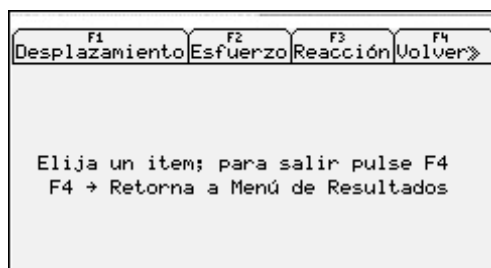 F1 F2 F3 F4
Desplazamiento Esfuerzo Reacción Volver»
Elija un item; para salir pulse F4
F4 → Retorna a Menú de Resultados